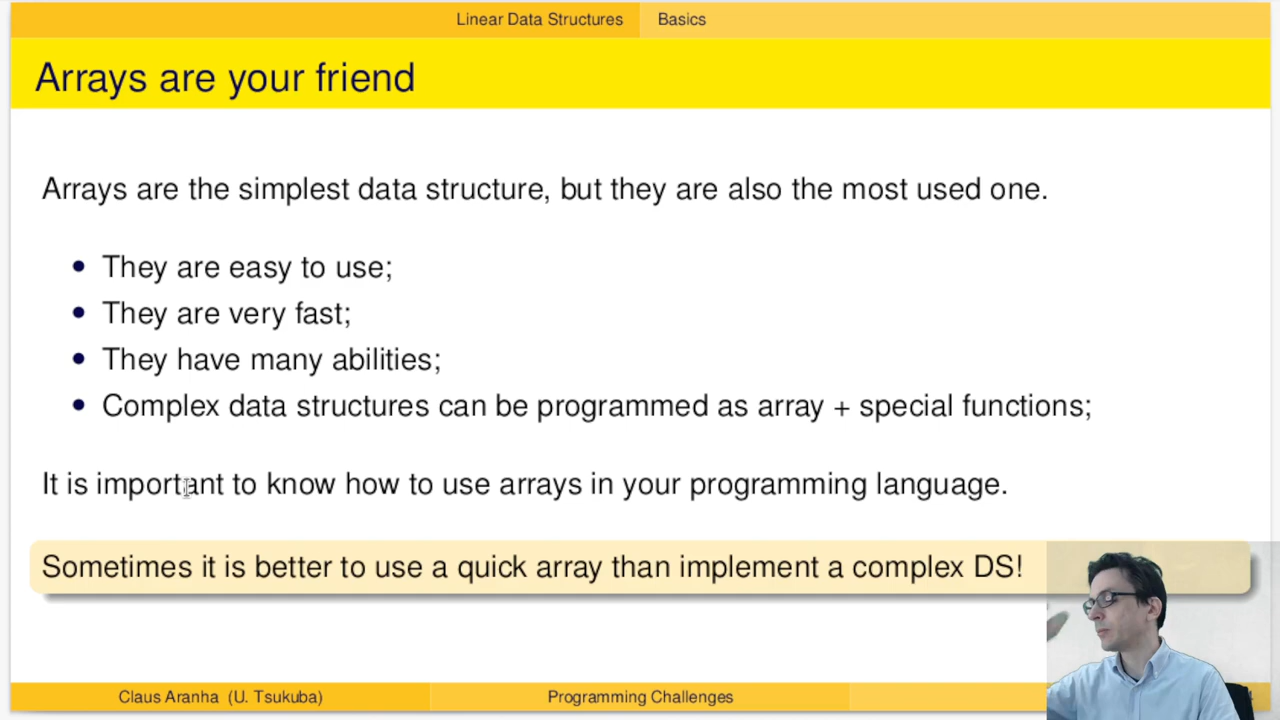 Linear Data Structures Basics
Arrays are your friend
Arrays are the simplest data structure, but they are also the most used one.
They are easy to use;
They are very fast;
They have many abilities;
Complex data structures can be programmed as array + special functions;
It is important to know how to use arrays in your programming language.
Sometimes it is better to use a quick array than implement a complex DS!
Claus Aranha (U. Tsukuba) Programming Challenges